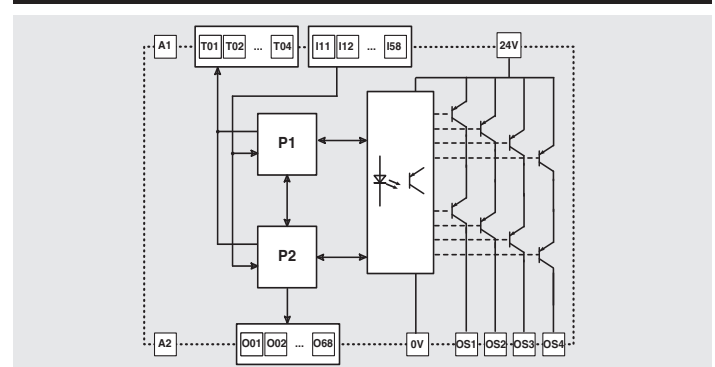 A1 T01 T02 ... T04 I11 I12 ... I58 24V
P1
P2
A2 O01 O02 ... O68 0V OS1 OS2 OS3 OS4